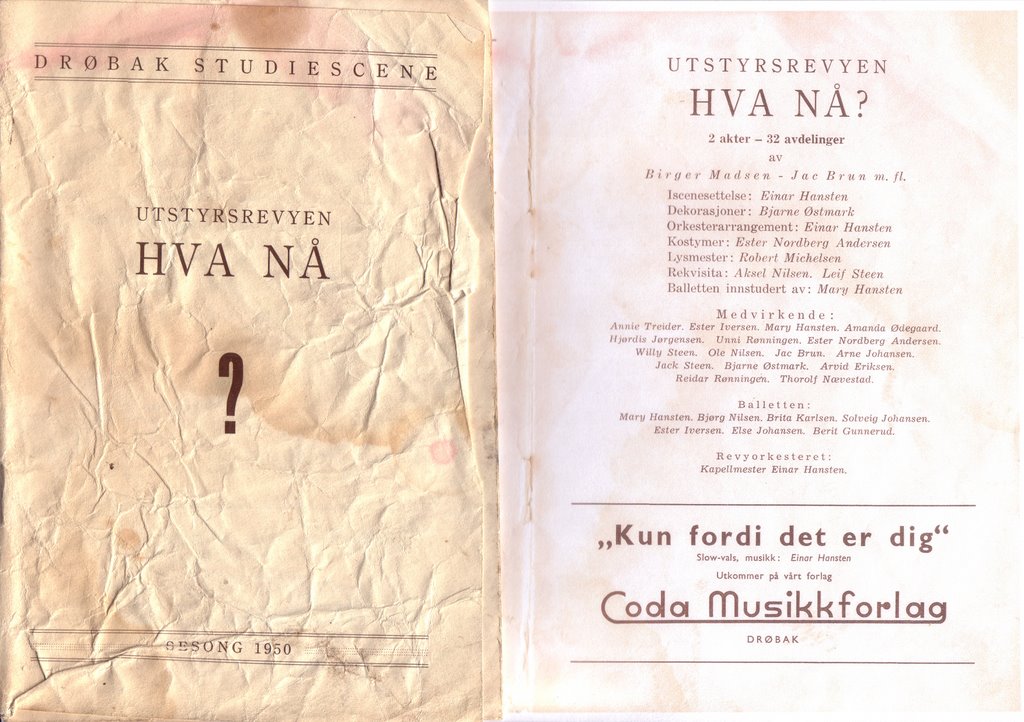 DRØBAK STUDIESCENE
UTSTYRSREVYEN
HVA NÅ
?
SESONG 1950
UTSTYRSREVYEN
HVA NÅ?
2 akter – 32 avdelinger
av
Birger Madsen - Jac Brun m. fl.
Iscenesettelse: Einar Hansten
Dekorasjoner: Bjarne Østmark
Orkesterarrangement: Einar Hansten
Kostymer: Ester Nordberg Andersen
Lysmester: Robert Michelsen
Rekvisita: Aksel Nilsen. Leif Steen
Balletten innstudert av: Mary Hansten
Medvirkende:
Annie Treider. Ester Iversen. Mary Hansten. Amanda Ødegaard.
Hjørdis Jørgensen. Unni Rønningen. Ester Nordberg Andersen.
Willy Steen. Ole Nilsen. Jac Brun. Arne Johansen.
Jack Steen. Bjarne Østmark. Arvid Eriksen.
Reidar Rønningen. Thorolf Nævestad.
Balletten:
Mary Hansten. Bjørg Nilsen. Brita Karlsen. Solveig Johansen.
Ester Iversen. Else Johansen. Berit Gunnerud.
Revyorkesteret:
Kapellmester Einar Hansten.
„Kun fordi det er dig“
Slow-vals, musikk: Einar Hansten
Utkommer på vårt forlag
Coda Musikkforlag
DRØBAK